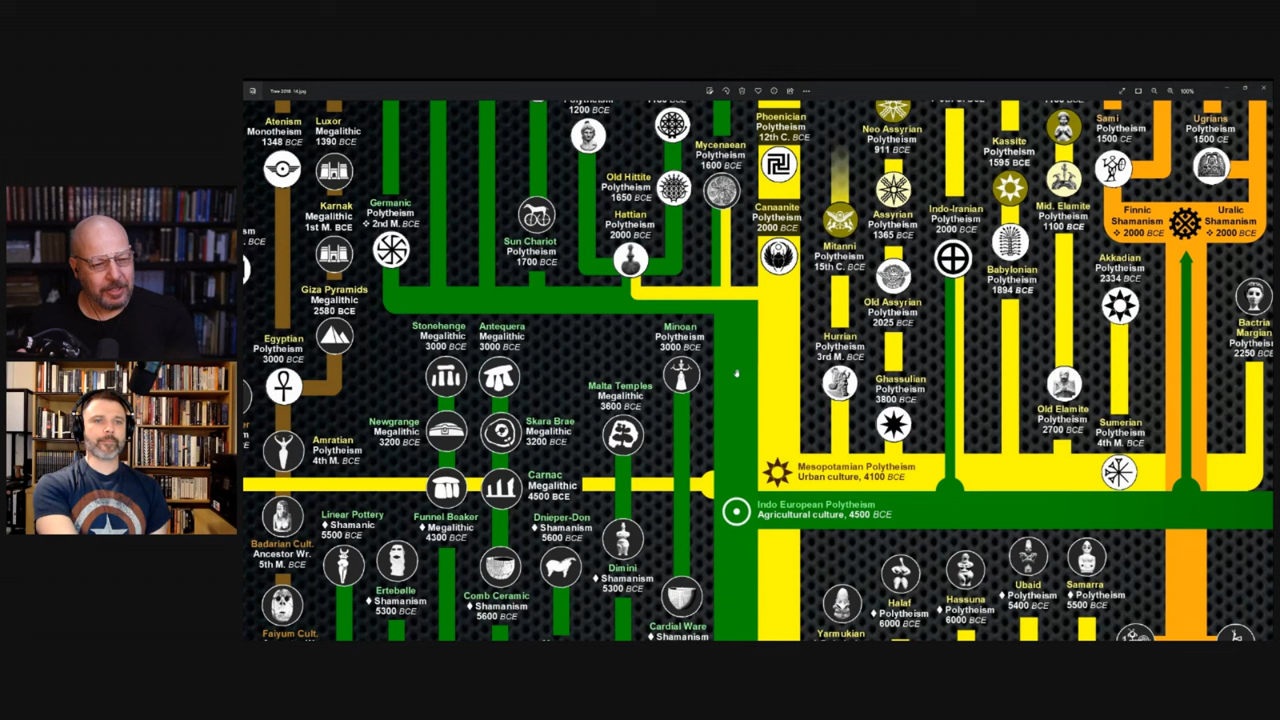 Tree 2018 14.jpg
100%
Atenism
Monotheism
1348 BCE
Luxor
Megalithic
1390 BCE
Karnak
Megalithic
1st M. BCE
BCE
Giza Pyramids
Megalithic
2580 BCE
Egyptian
Polytheism
3000 BCE
Amratian
Polytheism
4th M. BCE
Badarian Cult.
Ancestor Wr.
5th M. BCE
Faiyum Cult.
Germanic
Polytheism
❖ 2nd M. BCE
Sun Chariot
Polytheism
1700 BCE
1200 BCE
Old Hittite
Polytheism
1650 BCE
Hattian
Polytheism
2000 BCE
Mycenaean
Polytheism
1600 BCE
Stonehenge
Megalithic
3000 BCE
Antequera
Megalithic
3000 BCE
Minoan
Polytheism
3000 BCE
Malta Temples
Megalithic
3600 BCE
Newgrange
Megalithic
3200 BCE
Skara Brae
Megalithic
3200 BCE
Carnac
Megalithic
4500 BCE
Linear Pottery
♦ Shamanic
5500 BCE
Funnel Beaker
♦ Megalithic
4300 BCE
Dnieper-Don
♦ Shamanism
5600 BCE
Ertebølle
♦ Shamanism
5300 BCE
Comb Ceramic
♦ Shamanism
5600 BCE
Dimini
♦ Shamanism
5300 BCE
Cardial Ware
♦ Shamanism
Phoenician
Polytheism
12th C. BCE
Canaanite
Polytheism
2000 BCE
Neo Assyrian
Polytheism
911 BCE
Mitanni
Polytheism
15th C. BCE
Assyrian
Polytheism
1365 BCE
Old Assyrian
Polytheism
2025 BCE
Hurrian
Polytheism
3rd M. BCE
Ghassulian
Polytheism
3800 BCE
Indo-Iranian
Polytheism
2000 BCE
Kassite
Polytheism
1595 BCE
Babylonian
Polytheism
1894 BCE
Mid. Elamite
Polytheism
1100 BCE
Old Elamite
Polytheism
2700 BCE
Akkadian
Polytheism
2334 BCE
Sumerian
Polytheism
4th M. BCE
Sami
Polytheism
1500 CE
Ugrians
Polytheism
1500 CE
Finnic
Shamanism
❖ 2000 BCE
Uralic
Shamanism
❖ 2000 BCE
Bactria
Margian
Polytheis
2250 BCE
Mesopotamian Polytheism
Urban culture, 4100 BCE
Indo European Polytheism
Agricultural culture, 4500 BCE
Yarmukian
Halaf
♦ Polytheism
6000 BCE
Hassuna
♦ Polytheism
6000 BCE
Ubaid
♦ Polytheism
5400 BCE
Samarra
♦ Polytheism
5500 BCE